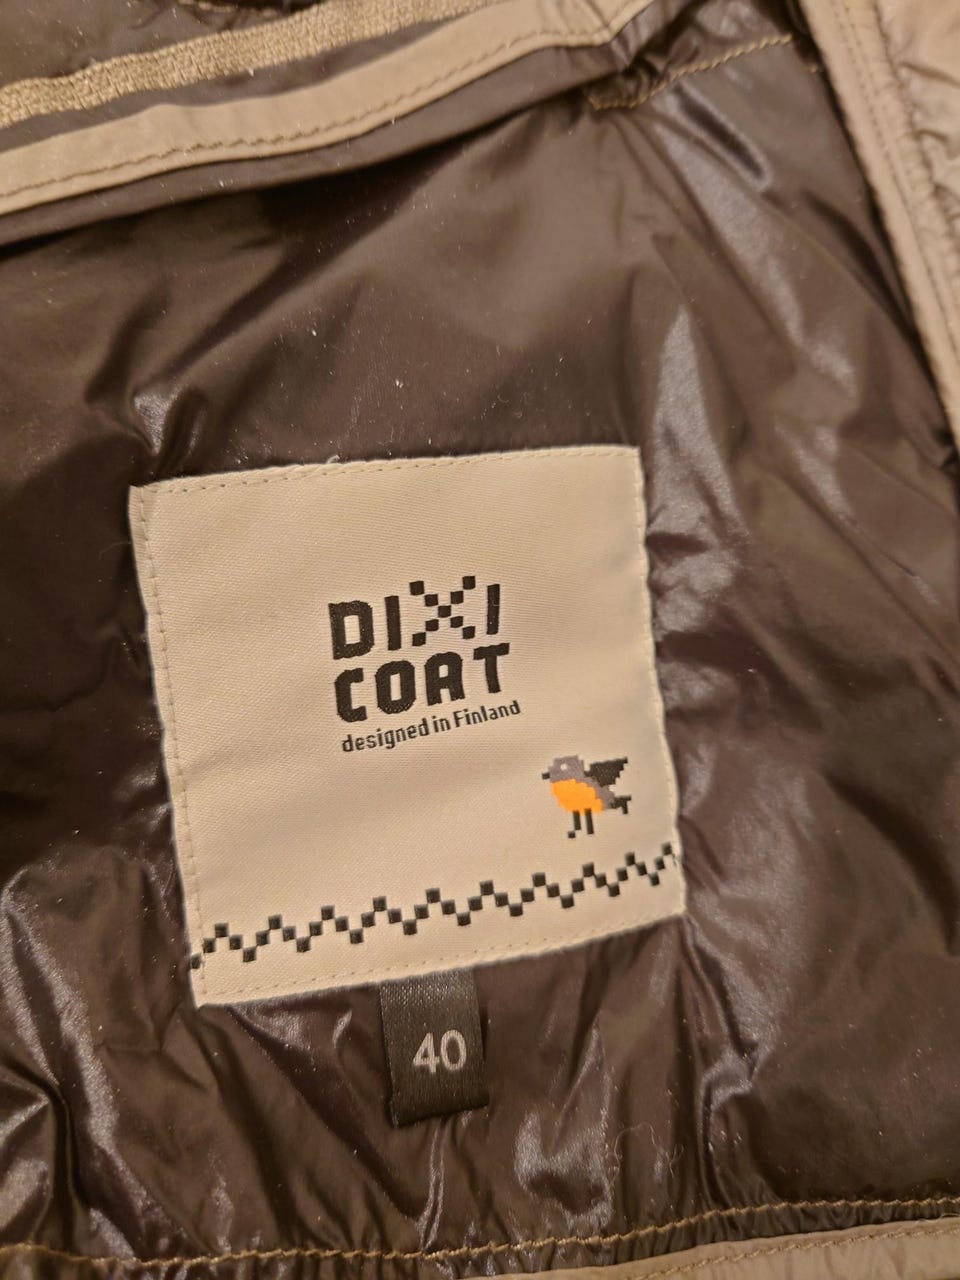 DIXI
COAT
designed in Finland
40